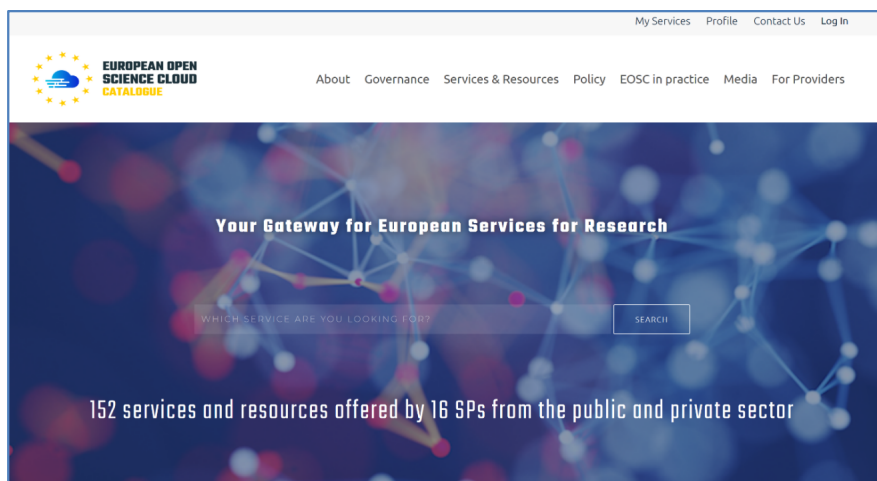 My Services Profile Contact Us Log In
EUROPEAN OPEN
SCIENCE CLOUD
CATALOGUE
About Governance Services & Resources Policy EOSC in practice Media For Providers
Your Gateway for European Services for Research
WHICH SERVICE ARE YOU LOOKING FOR?
SEARCH
152 services and resources offered by 16 SPs from the public and private sector